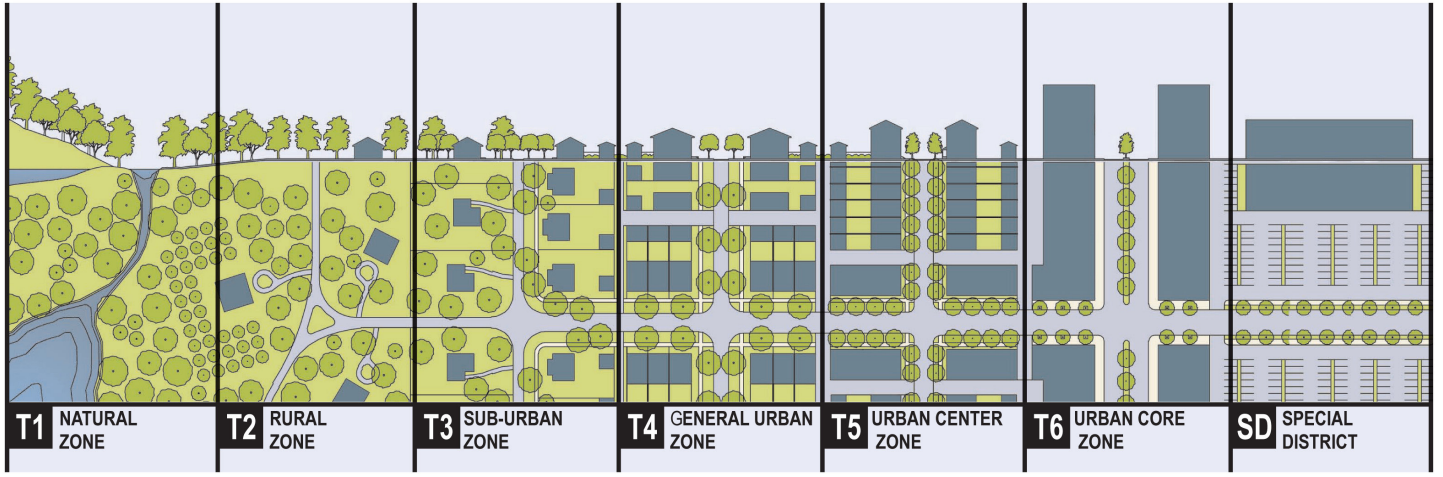 T1 NATURAL
ZONE
T2 RURAL
ZONE
T3 SUB-URBAN
ZONE
T4 GENERAL URBAN
ZONE
T5 URBAN CENTER
ZONE
T6 URBAN CORE
ZONE
SD SPECIAL
DISTRICT